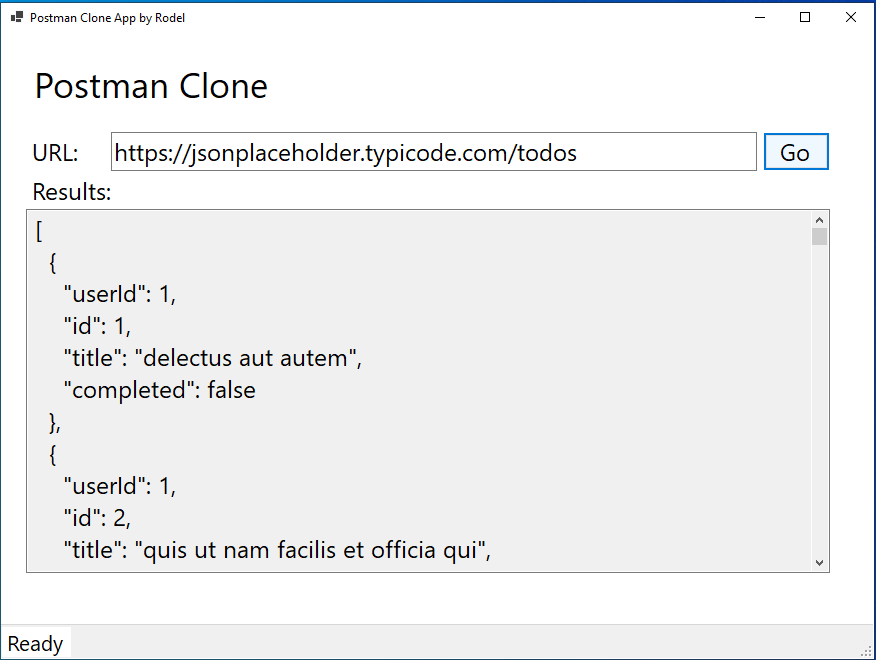 Postman Clone App by Rodel
Postman Clone
URL: https://jsonplaceholder.typicode.com/todos Go
Results:
[
  {
    "userId": 1,
    "id": 1,
    "title": "delectus aut autem",
    "completed": false
  },
  {
    "userId": 1,
    "id": 2,
    "title": "quis ut nam facilis et officia qui",
Ready